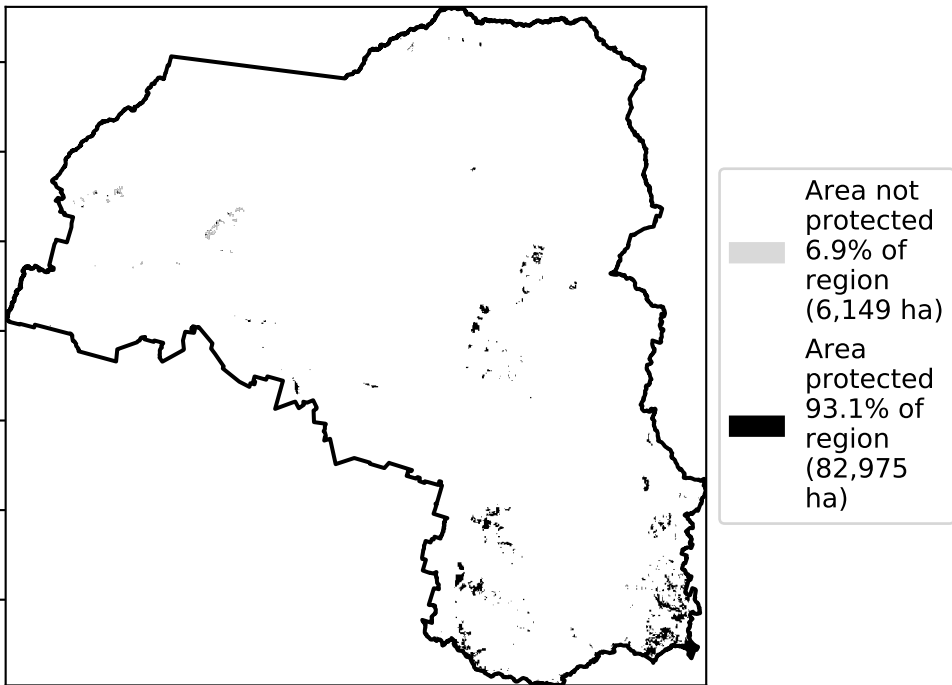 Area not
protected
6.9% of
region
(6,149 ha)
Area
protected
93.1% of
region
(82,975
ha)